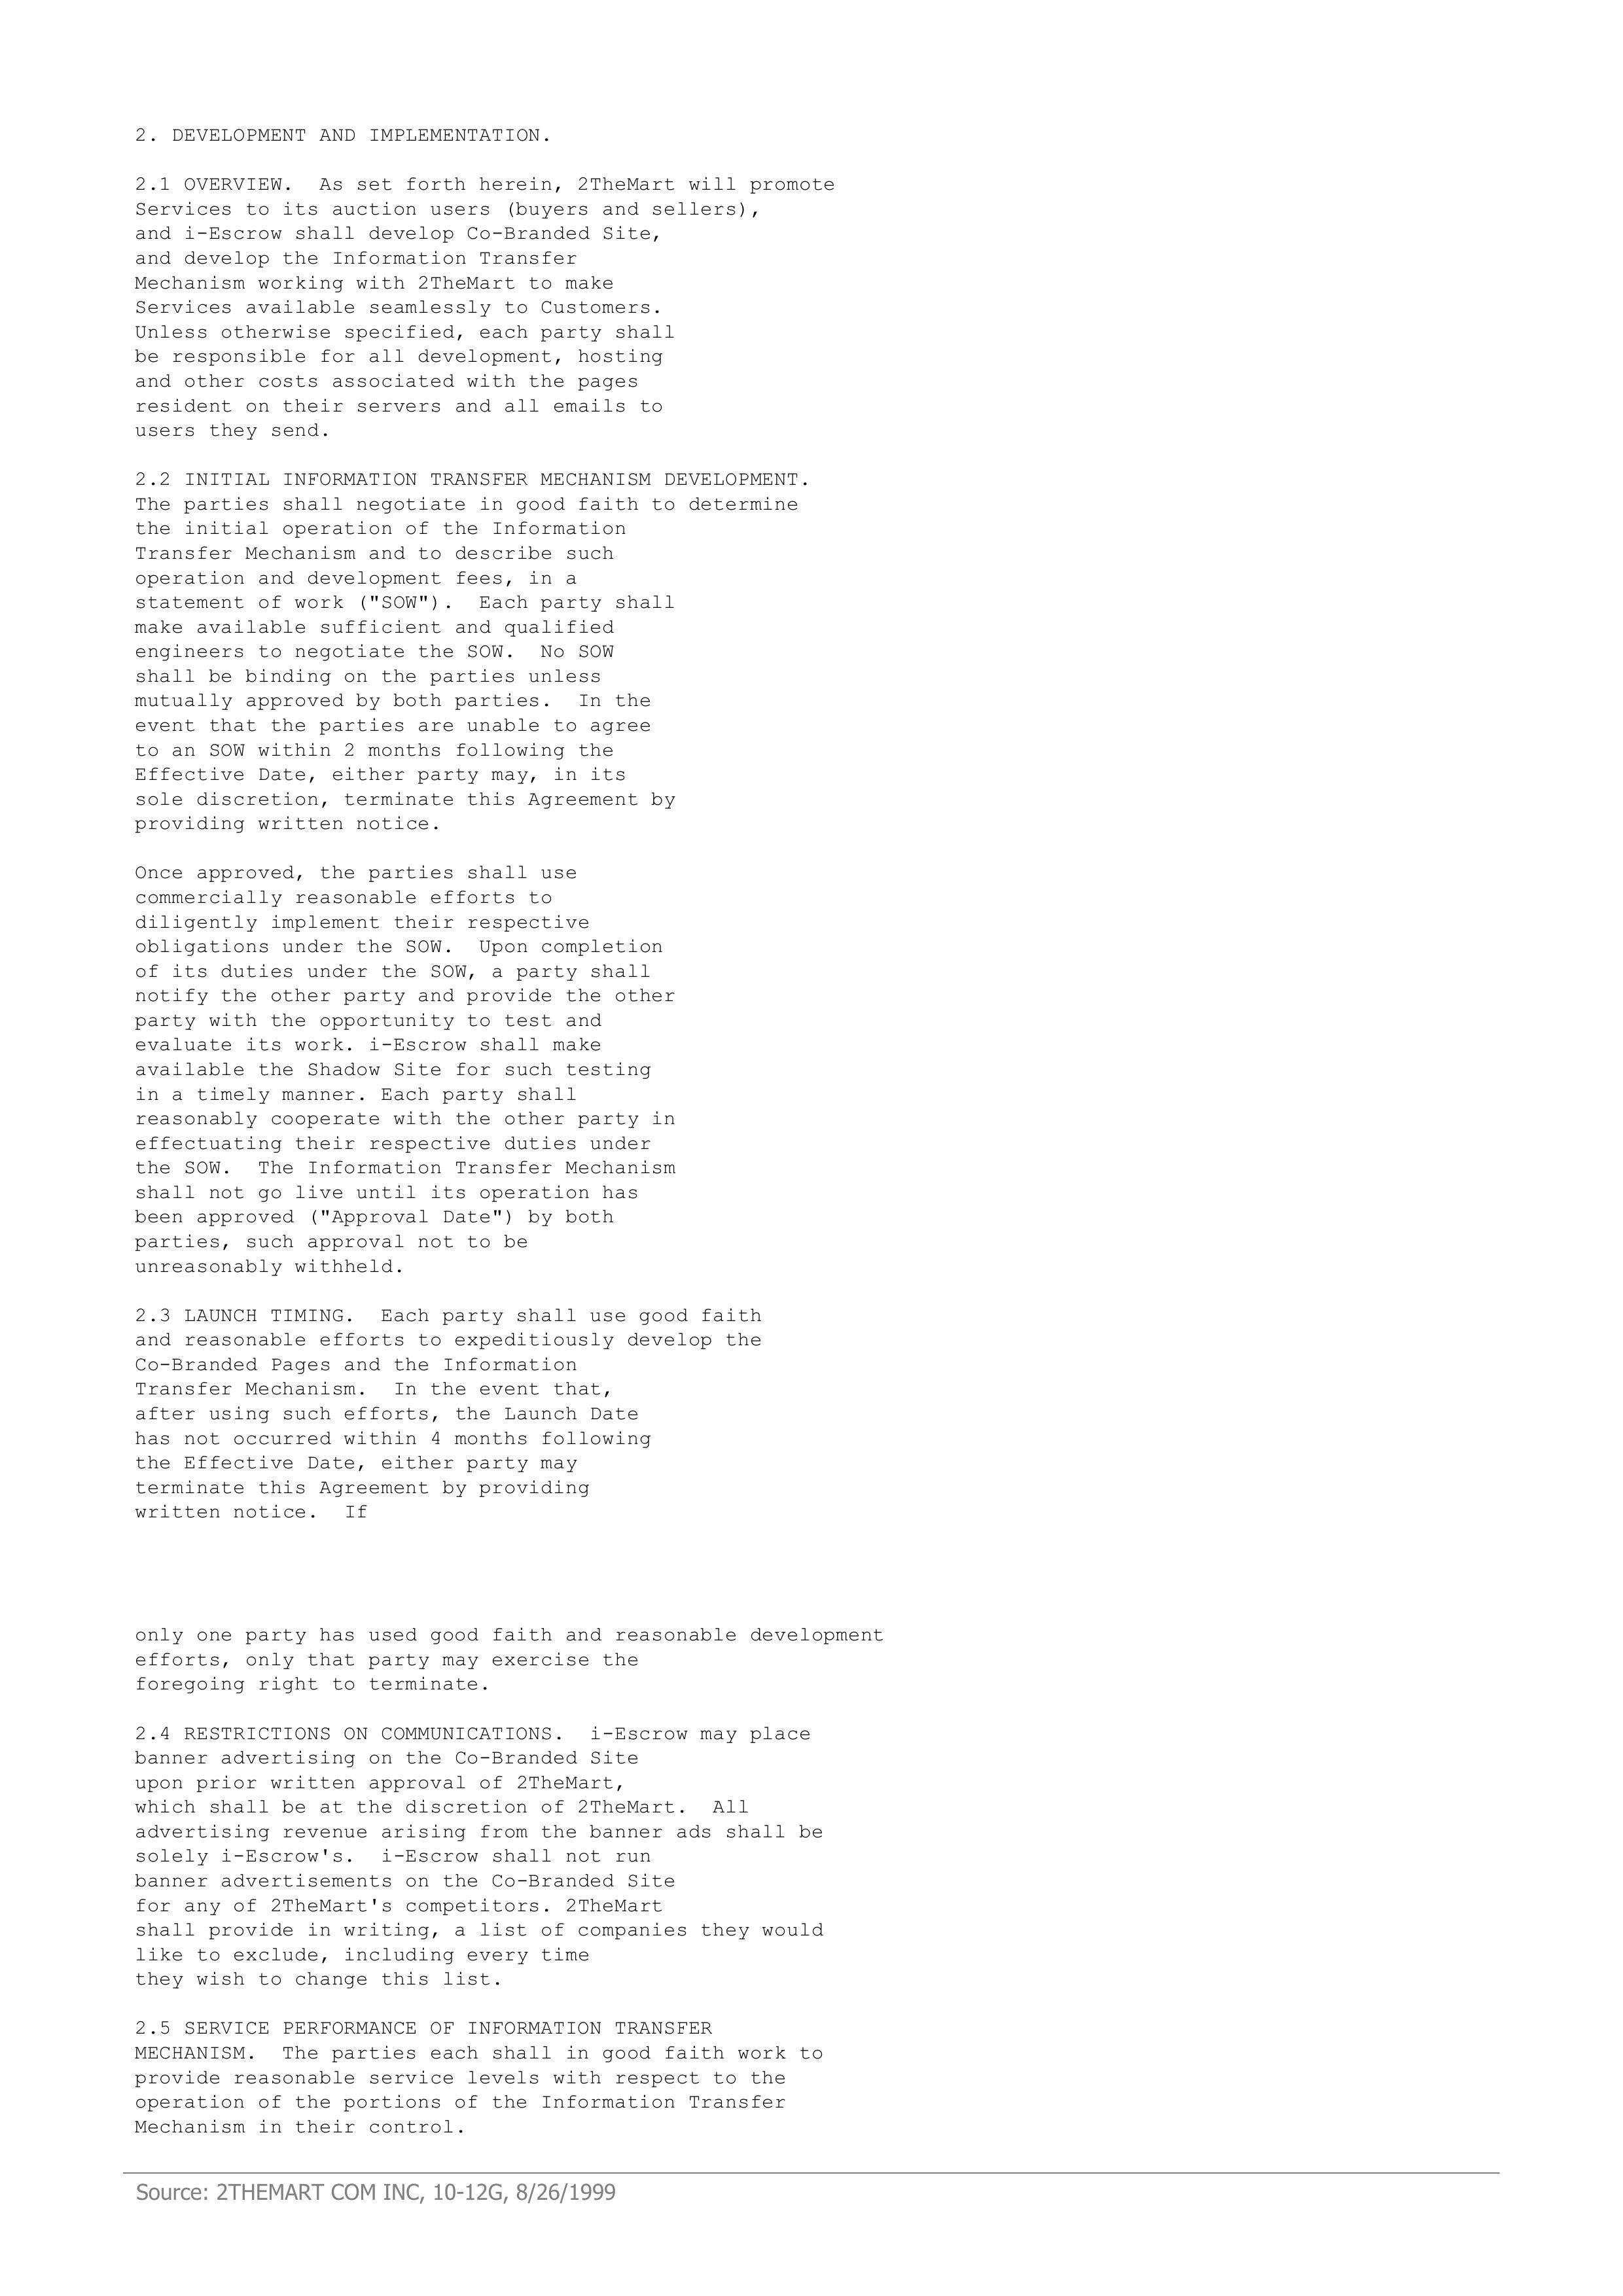 2. DEVELOPMENT AND IMPLEMENTATION.
2.1 OVERVIEW.  As set forth herein, 2TheMart will promote
Services to its auction users (buyers and sellers),
and i-Escrow shall develop Co-Branded Site,
and develop the Information Transfer
Mechanism working with 2TheMart to make
Services available seamlessly to Customers.
Unless otherwise specified, each party shall
be responsible for all development, hosting
and other costs associated with the pages
resident on their servers and all emails to
users they send.
2.2 INITIAL INFORMATION TRANSFER MECHANISM DEVELOPMENT.
The parties shall negotiate in good faith to determine
the initial operation of the Information
Transfer Mechanism and to describe such
operation and development fees, in a
statement of work ("SOW").  Each party shall
make available sufficient and qualified
engineers to negotiate the SOW.  No SOW
shall be binding on the parties unless
mutually approved by both parties.  In the
event that the parties are unable to agree
to an SOW within 2 months following the
Effective Date, either party may, in its
sole discretion, terminate this Agreement by
providing written notice.
Once approved, the parties shall use
commercially reasonable efforts to
diligently implement their respective
obligations under the SOW.  Upon completion
of its duties under the SOW, a party shall
notify the other party and provide the other
party with the opportunity to test and
evaluate its work. i-Escrow shall make
available the Shadow Site for such testing
in a timely manner. Each party shall
reasonably cooperate with the other party in
effectuating their respective duties under
the SOW.  The Information Transfer Mechanism
shall not go live until its operation has
been approved ("Approval Date") by both
parties, such approval not to be
unreasonably withheld.
2.3 LAUNCH TIMING.  Each party shall use good faith
and reasonable efforts to expeditiously develop the
Co-Branded Pages and the Information
Transfer Mechanism.  In the event that,
after using such efforts, the Launch Date
has not occurred within 4 months following
the Effective Date, either party may
terminate this Agreement by providing
written notice.  If
only one party has used good faith and reasonable development
efforts, only that party may exercise the
foregoing right to terminate.
2.4 RESTRICTIONS ON COMMUNICATIONS.  i-Escrow may place
banner advertising on the Co-Branded Site
upon prior written approval of 2TheMart,
which shall be at the discretion of 2TheMart.  All
advertising revenue arising from the banner ads shall be
solely i-Escrow's.  i-Escrow shall not run
banner advertisements on the Co-Branded Site
for any of 2TheMart's competitors. 2TheMart
shall provide in writing, a list of companies they would
like to exclude, including every time
they wish to change this list.
2.5 SERVICE PERFORMANCE OF INFORMATION TRANSFER
MECHANISM.  The parties each shall in good faith work to
provide reasonable service levels with respect to the
operation of the portions of the Information Transfer
Mechanism in their control.
Source: 2THEMART COM INC, 10-12G, 8/26/1999